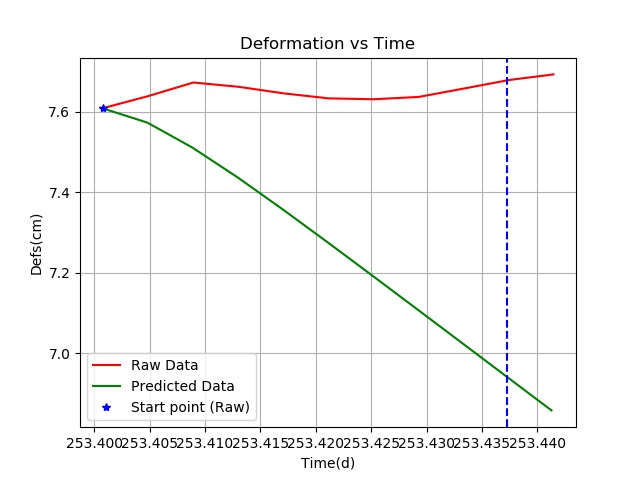 Deformation vs Time
Defs(cm)
7.6
7.4
7.2
7.0
Raw Data
Predicted Data
Start point (Raw)
253.400 253.405 253.410 253.415 253.420 253.425 253.430 253.435 253.440
Time(d)